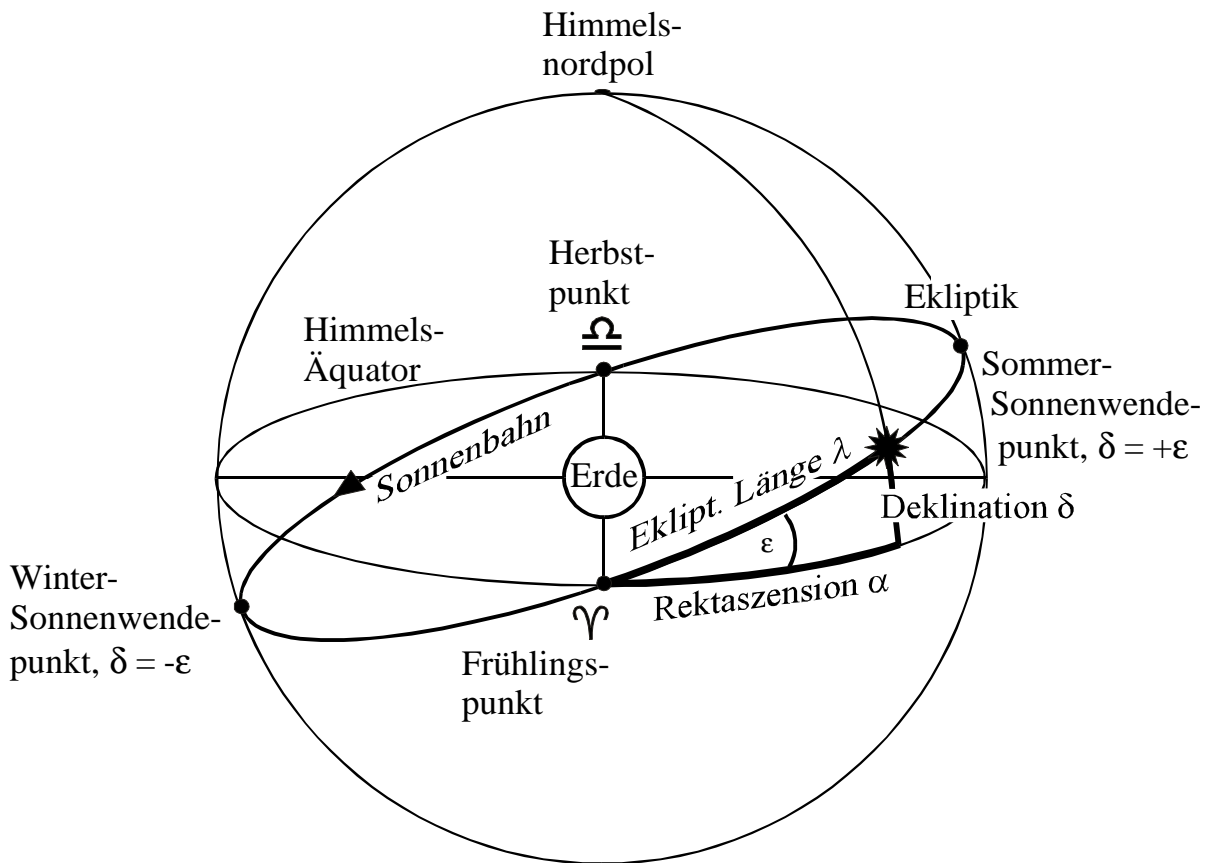 Himmels-
nordpol
Herbst-
punkt
♎
Ekliptik
Himmels-
Äquator
Sommer-
Sonnenwende-
punkt, δ = +ε
Sonnenbahn
Erde
Eklipt. Länge λ
Deklination δ
ε
Rektaszension α
Winter-
Sonnenwende-
punkt, δ = -ε
♈
Frühlings-
punkt